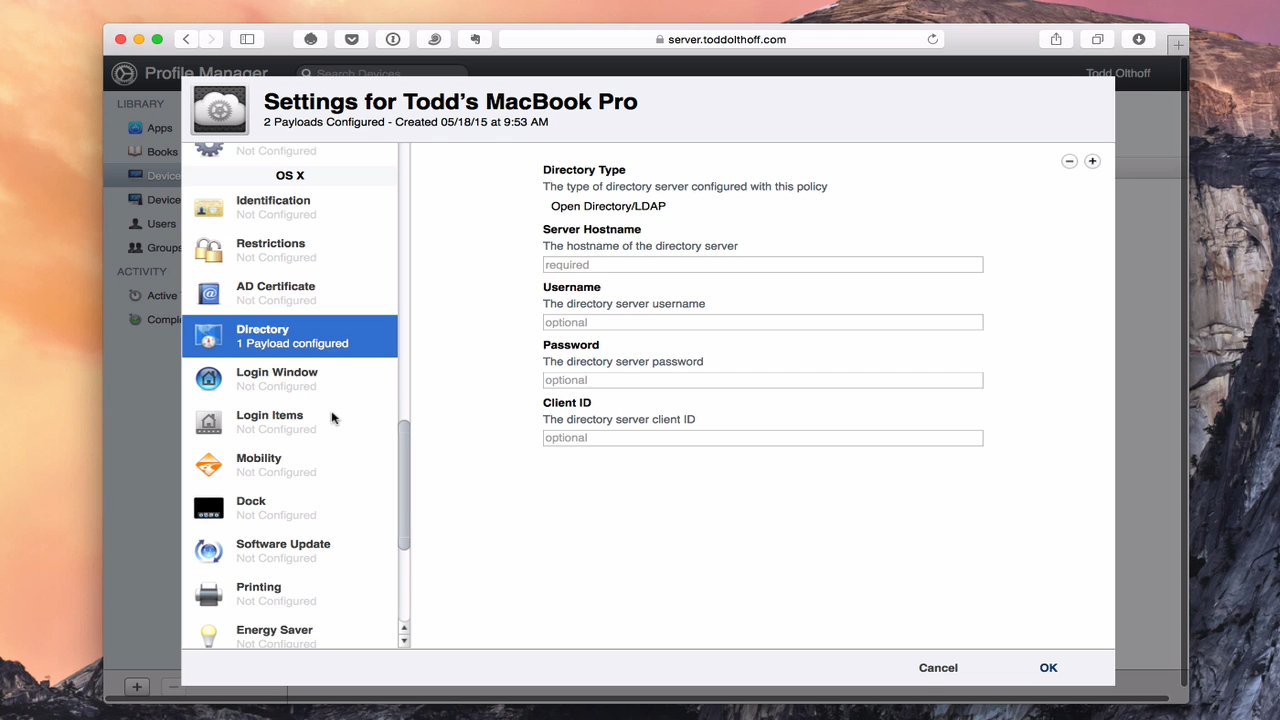 server.toddolthoff.com
Profile Manager
Search Devices
Todd Olthoff
LIBRARY
Apps
Books
Device
Device
Users
Groups
ACTIVITY
Active
Compl
Settings for Todd's MacBook Pro
2 Payloads Configured - Created 05/18/15 at 9:53 AM
Not Configured
OS X
Identification
Not Configured
Restrictions
Not Configured
AD Certificate
Not Configured
Directory
1 Payload configured
Login Window
Not Configured
Login Items
Not Configured
Mobility
Not Configured
Dock
Not Configured
Software Update
Not Configured
Printing
Not Configured
Energy Saver
Not Configured
Directory Type
The type of directory server configured with this policy
Open Directory/LDAP
Server Hostname
The hostname of the directory server
required
Username
The directory server username
optional
Password
The directory server password
optional
Client ID
The directory server client ID
optional
Cancel
OK